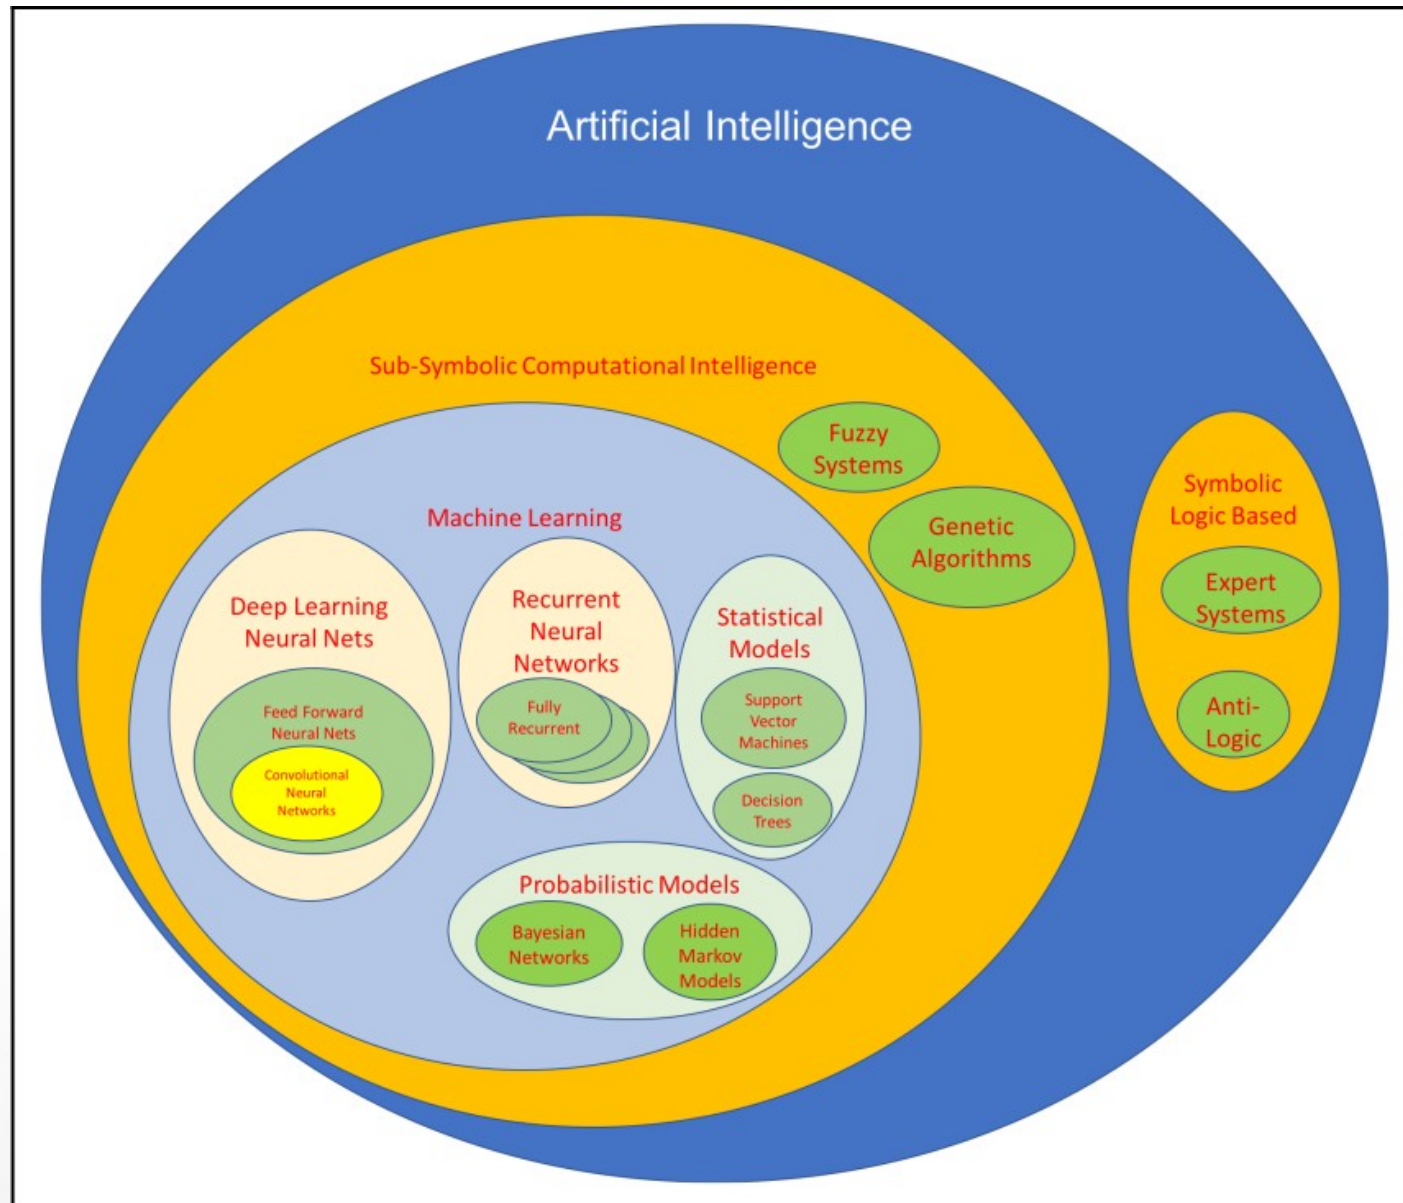 Artificial Intelligence
Sub-Symbolic Computational Intelligence
Fuzzy
Systems
Genetic
Algorithms
Symbolic
Logic Based
Expert
Systems
Anti-
Logic
Machine Learning
Deep Learning
Neural Nets
Feed Forward
Neural Nets
Convolutional
Neural
Networks
Recurrent
Neural
Networks
Fully
Recurrent
Statistical
Models
Support
Vector
Machines
Decision
Trees
Probabilistic Models
Bayesian
Networks
Hidden
Markov
Models